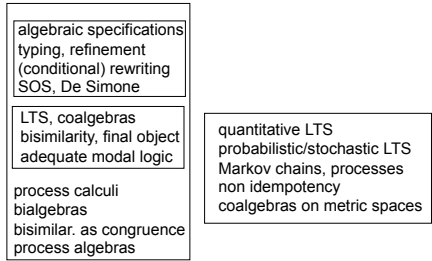 algebraic specifications
typing, refinement
(conditional) rewriting
SOS, De Simone
LTS, coalgebras
bisimilarity, final object
adequate modal logic
process calculi
bialgebras
bisimilar. as congruence
process algebras
quantitative LTS
probabilistic/stochastic LTS
Markov chains, processes
non idempotency
coalgebras on metric spaces